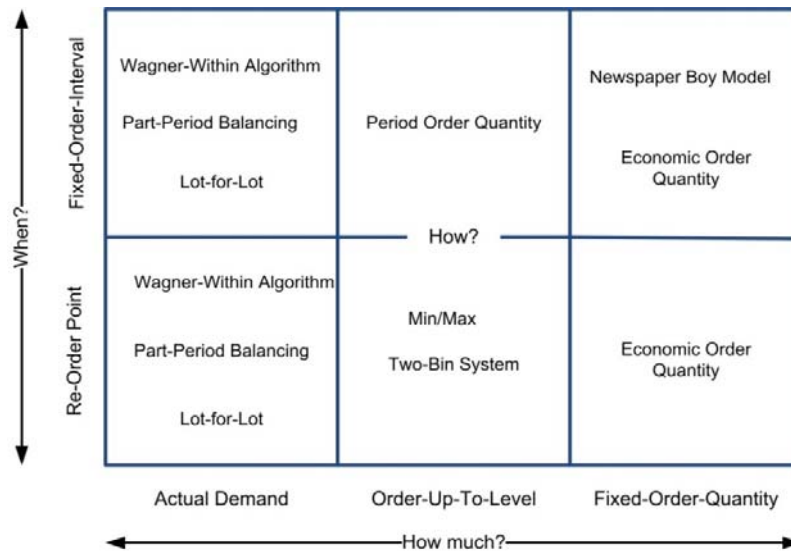 When?
Fixed-Order-Interval
Wagner-Within Algorithm
Part-Period Balancing
Lot-for-Lot
Period Order Quantity
Newspaper Boy Model
Economic Order
Quantity
How?
Re-Order Point
Wagner-Within Algorithm
Part-Period Balancing
Lot-for-Lot
Min/Max
Two-Bin System
Economic Order
Quantity
Actual Demand
Order-Up-To-Level
Fixed-Order-Quantity
How much?